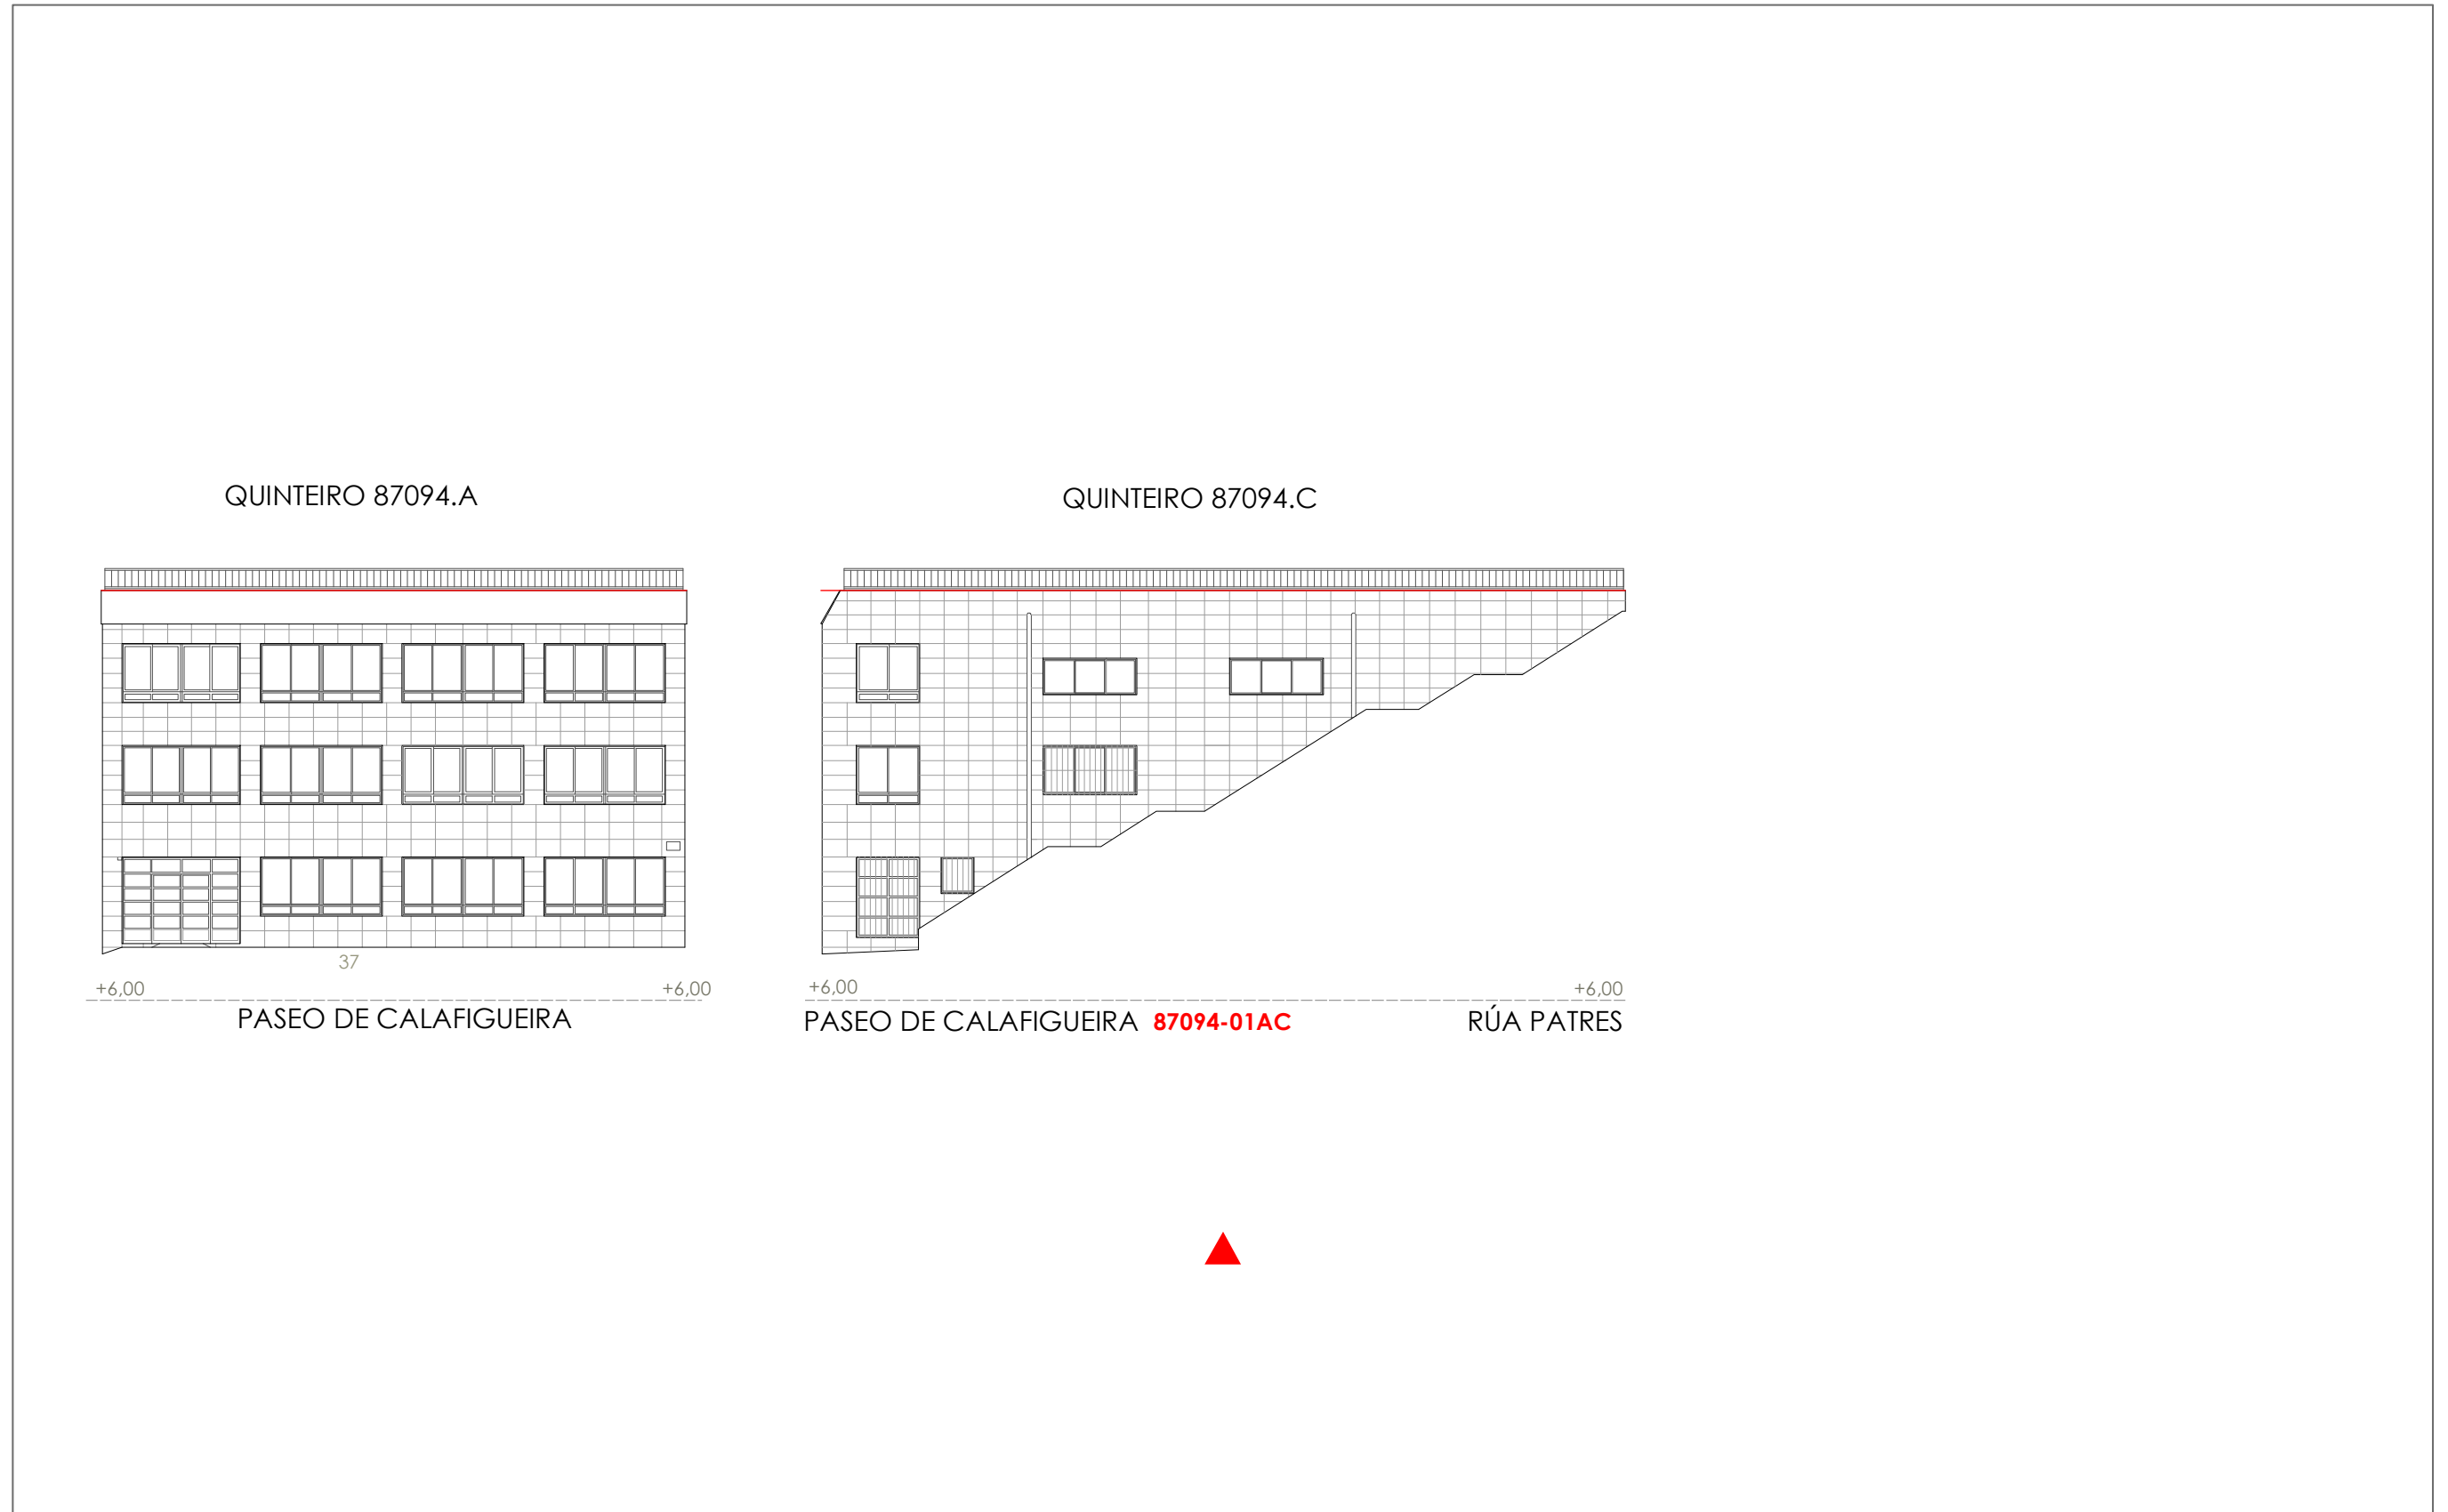 QUINTEIRO 87094.A
QUINTEIRO 87094.C
37
+6,00
+6,00
PASEO DE CALAFIGUEIRA
+6,00
+6,00
PASEO DE CALAFIGUEIRA 87094-01AC
RÚA PATRES